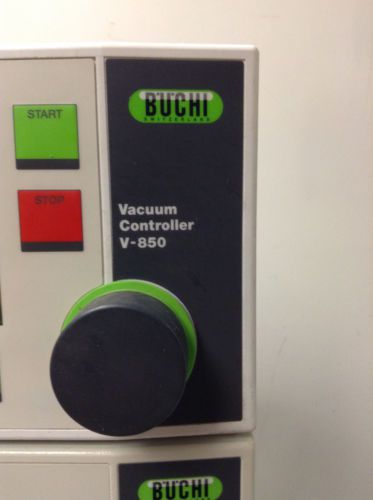 BÜCHI
SWITZERLAND
START
STOP
Vacuum
Controller
V-850
BÜCHI